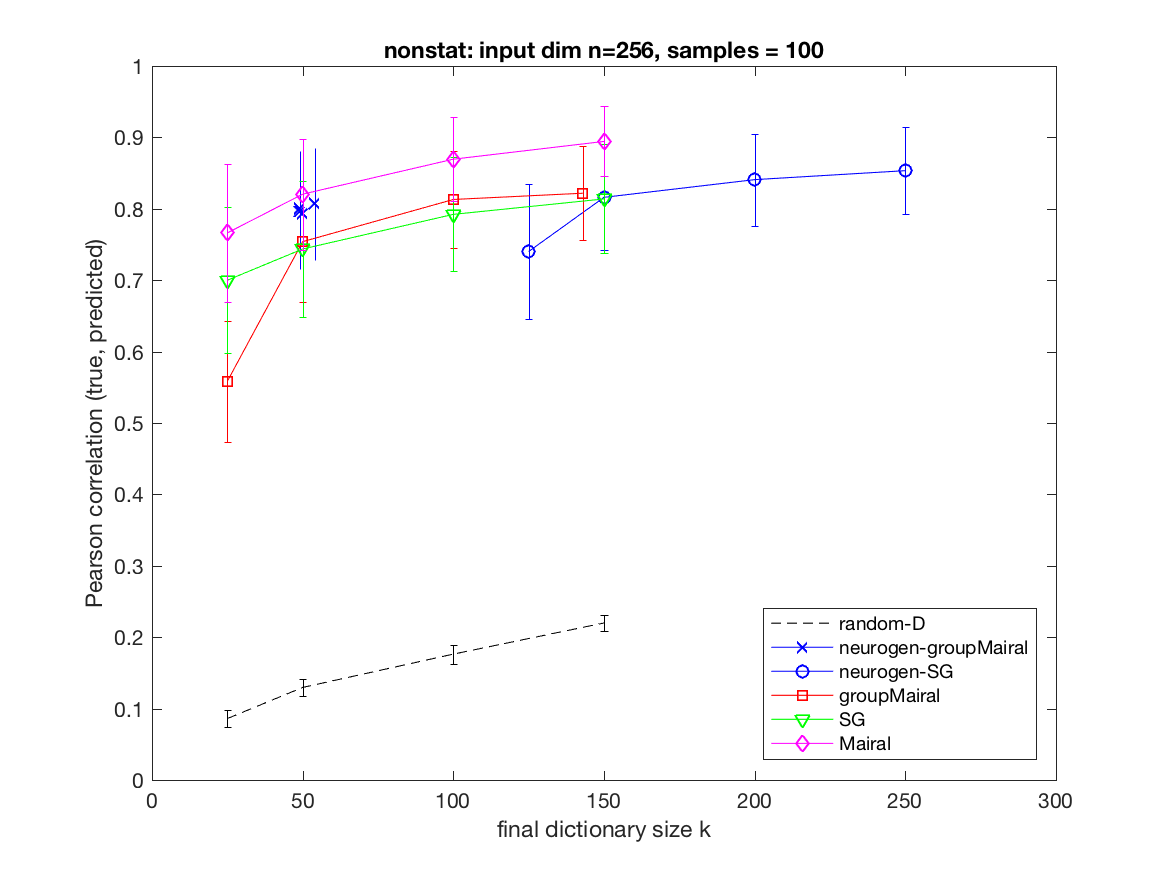 nonstat: input dim n=256, samples = 100
Pearson correlation (true, predicted)
1
0.9
0.8
0.7
0.6
0.5
0.4
0.3
0.2
0.1
0
0 50 100 150 200 250 300
final dictionary size k
random-D
neurogen-groupMairal
neurogen-SG
groupMairal
SG
Mairal